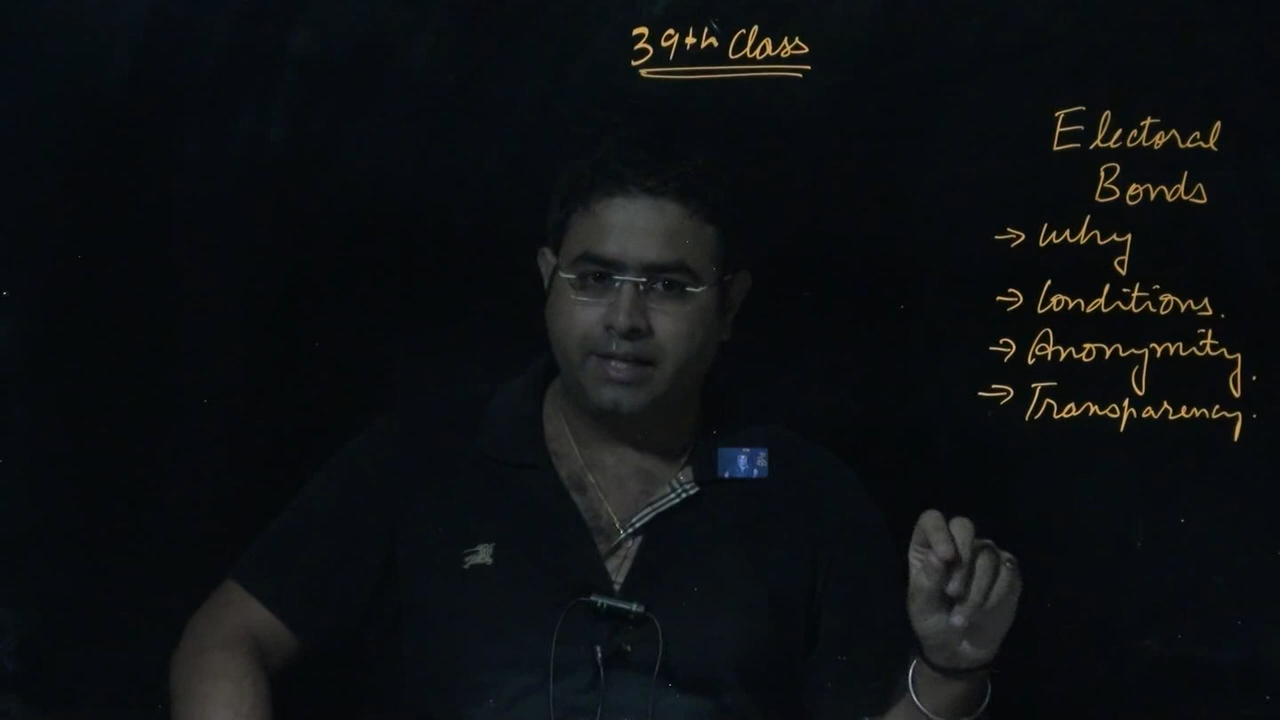 39th Class
Electoral
Bonds
→ Why
→ Conditions.
→ Anonymity.
→ Transparency.